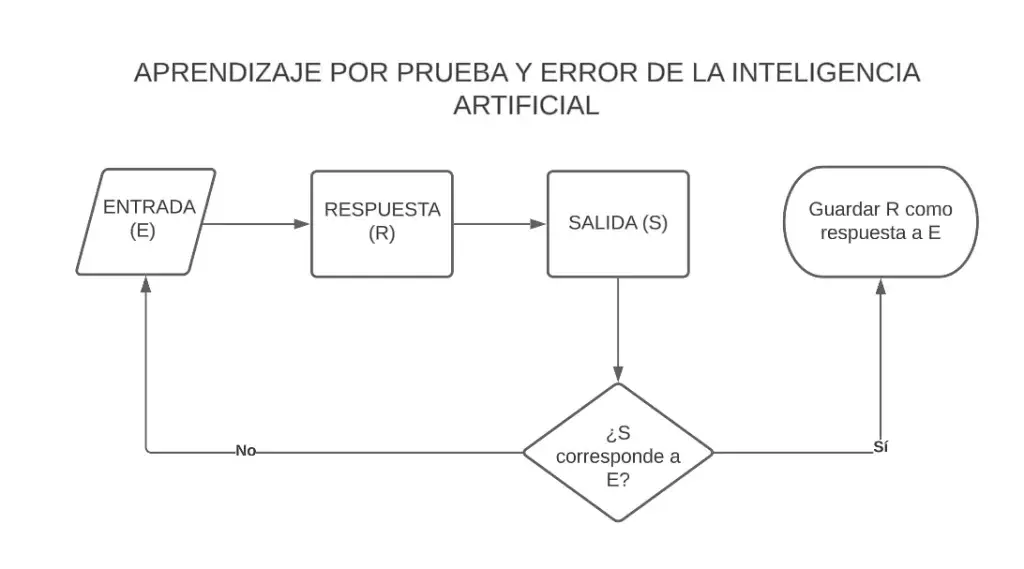 APRENDIZAJE POR PRUEBA Y ERROR DE LA INTELIGENCIA
ARTIFICIAL
ENTRADA
(E)
RESPUESTA
(R)
SALIDA (S)
Guardar R como
respuesta a E
¿S
corresponde a
E?
No
Sí